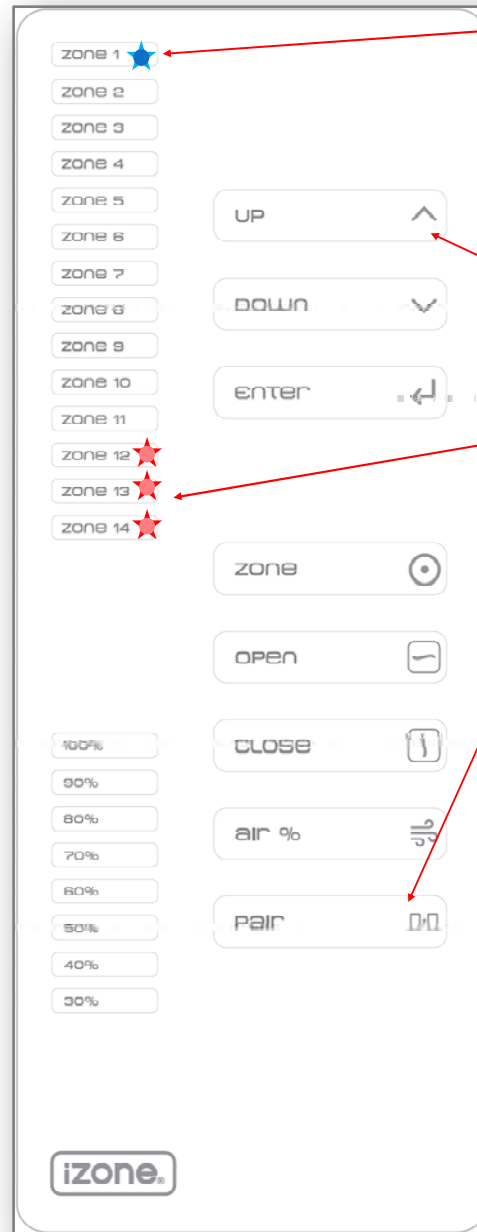 zone 1
zone 2
zone 3
zone 4
zone 5
zone 6
zone 7
zone 8
zone 9
zone 10
zone 11
zone 12
zone 13
zone 14
UP
DOWN
ENTER
zone
OPEN
CLOSE
air %
Pair
100%
90%
80%
70%
60%
50%
40%
30%
izone®